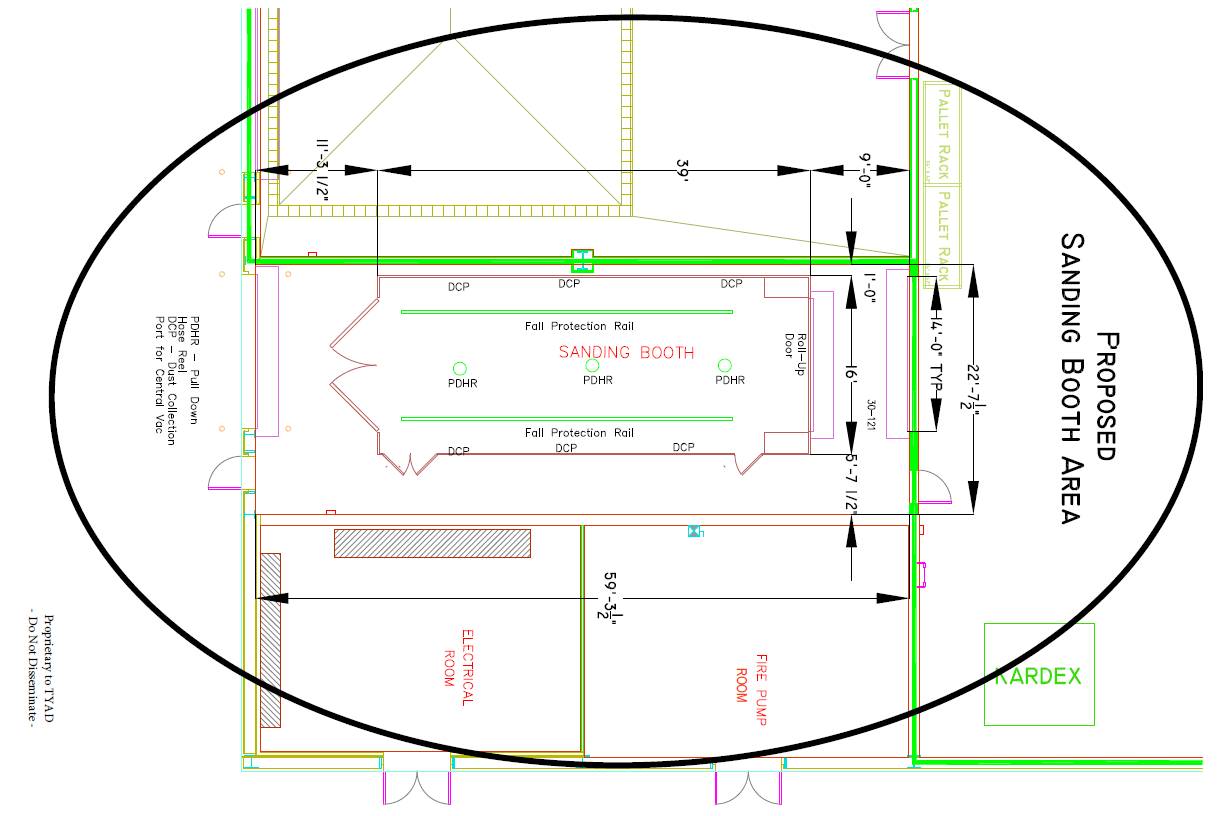 PROPOSED
SANDING BOOTH AREA
PALLET RACK
PALLET RACK
11'-3 1/2"
39'
9'-0"
1'-0"
14'-0" TYP
22'-7 1/2"
16'
30-121
5'-7 1/2"
59'-3 1/2"
DCP
DCP
DCP
Fall Protection Rail
SANDING BOOTH
Roll-Up
Door
PDHR
PDHR
PDHR
Fall Protection Rail
DCP
DCP
DCP
PDHR - Pull Down
Hose Reel
DCP - Dust Collection
Port for Central Vac
ELECTRICAL
ROOM
FIRE PUMP
ROOM
KARDEX
Proprietary to TYAD
- Do Not Disseminate -